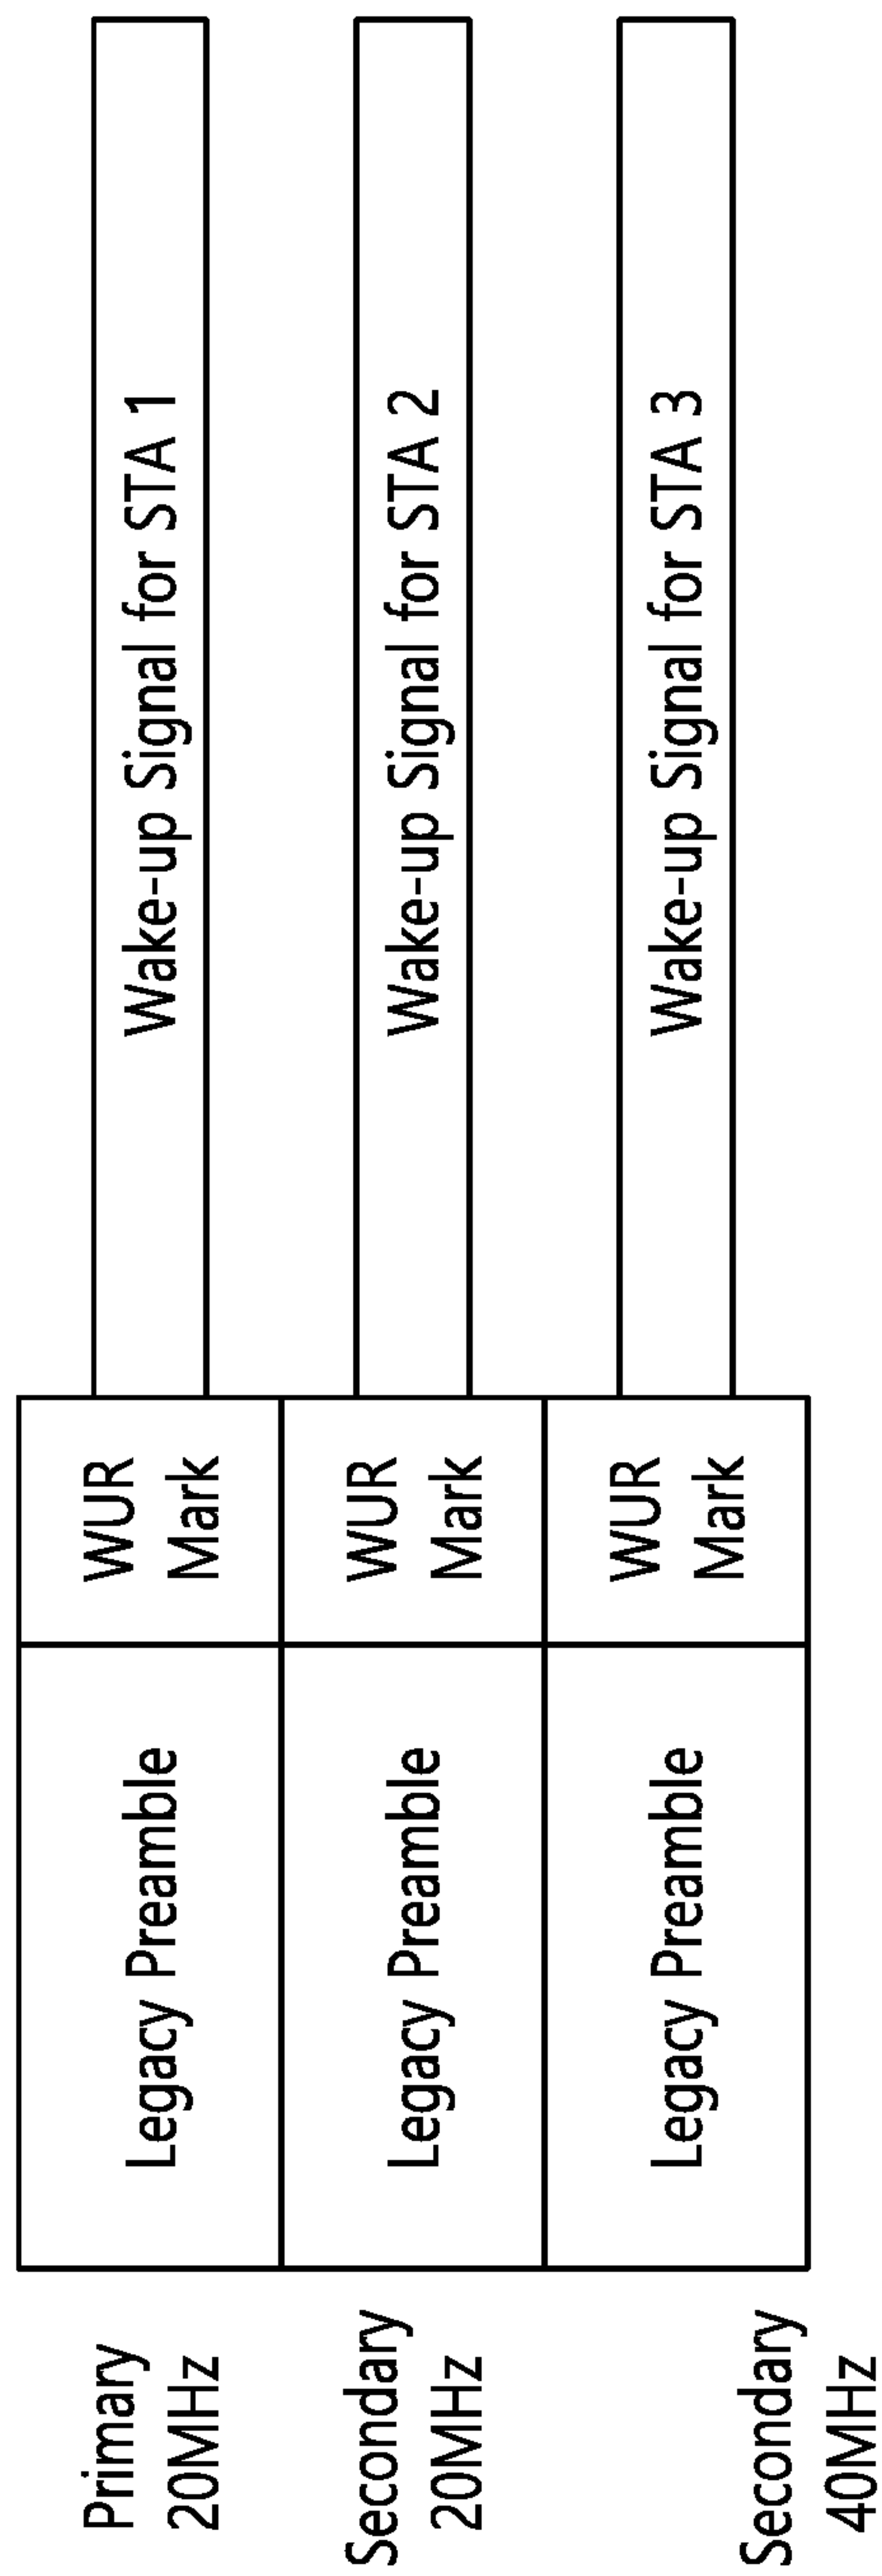 Primary
20MHz
Legacy Preamble
WUR
Mark
Wake-up Signal for STA 1
Secondary
20MHz
Legacy Preamble
WUR
Mark
Wake-up Signal for STA 2
Secondary
40MHz
Legacy Preamble
WUR
Mark
Wake-up Signal for STA 3